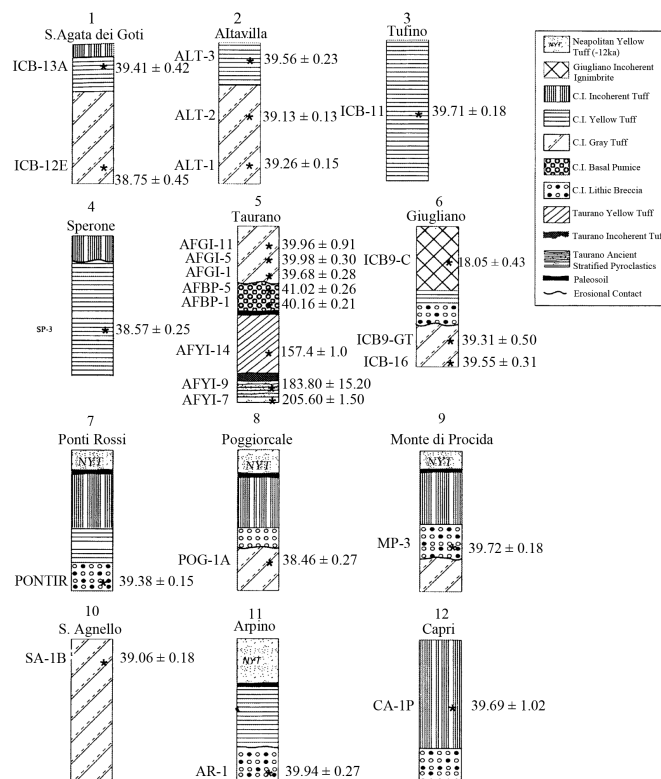 1
S.Agata dei Goti
ICB-13A 39.41 ± 0.42
ICB-12E 38.75 ± 0.45
2
Altavilla
ALT-3 39.56 ± 0.23
ALT-2 39.13 ± 0.13
ALT-1 39.26 ± 0.15
3
Tufino
ICB-11 39.71 ± 0.18
4
Sperone
SP-3 38.57 ± 0.25
5
Taurano
AFGI-11 39.96 ± 0.91
AFGI-5 39.98 ± 0.30
AFGI-1 39.68 ± 0.28
AFBP-5 41.02 ± 0.26
AFBP-1 40.16 ± 0.21
AFYI-14 157.4 ± 1.0
AFYI-9 183.80 ± 15.20
AFYI-7 205.60 ± 1.50
6
Giugliano
ICB9-C 18.05 ± 0.43
ICB9-GT 39.31 ± 0.50
ICB-16 39.55 ± 0.31
NYT
Neapolitan Yellow
Tuff (-12ka)
Giugliano Incoherent
Ignimbrite
C.I. Incoherent Tuff
C.I. Yellow Tuff
C.I. Gray Tuff
C.I. Basal Pumice
C.I. Lithic Breccia
Taurano Yellow Tuff
Taurano Incoherent Tuf
Taurano Ancient
Stratified Pyroclastics
Paleosoil
Erosional Contact
7
Ponti Rossi
NYT
PONTIR 39.38 ± 0.15
8
Poggiorcale
NYT
POG-1A 38.46 ± 0.27
9
Monte di Procida
NYT
MP-3 39.72 ± 0.18
10
S. Agnello
SA-1B 39.06 ± 0.18
11
Arpino
NYT
AR-1 39.94 ± 0.27
12
Capri
CA-1P 39.69 ± 1.02